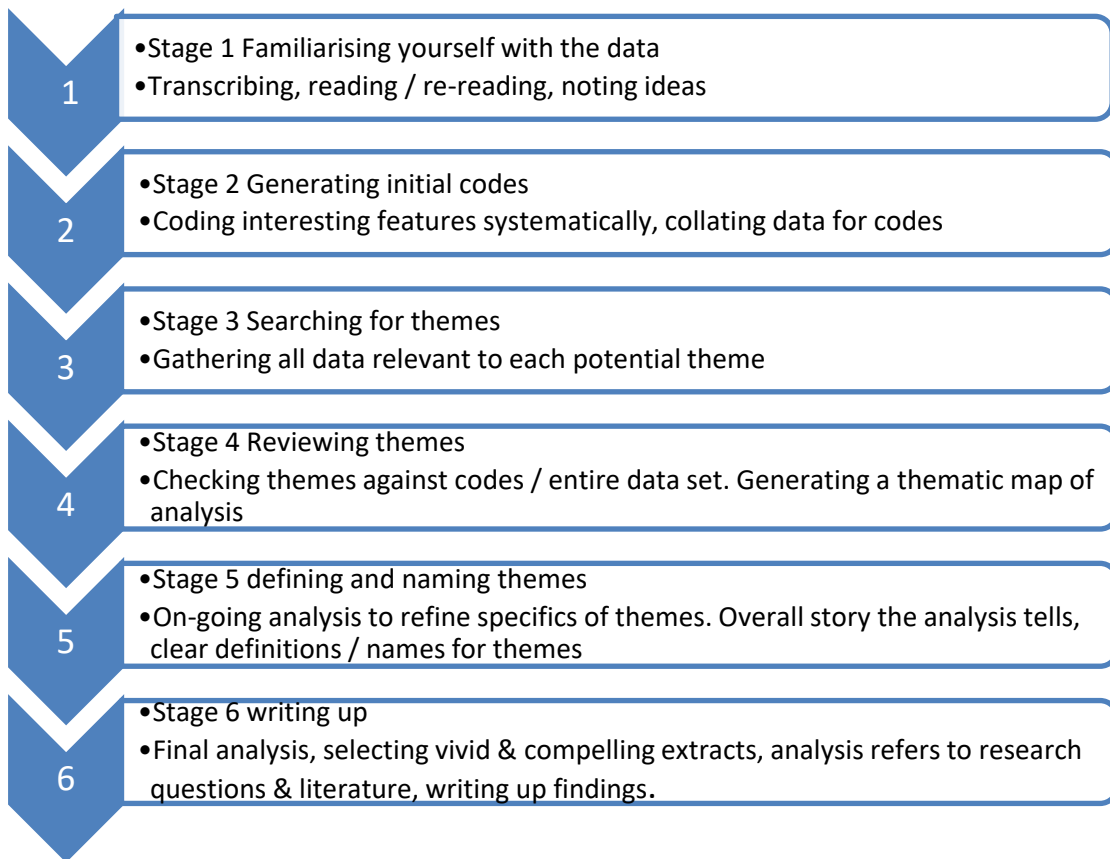 1
•Stage 1 Familiarising yourself with the data
•Transcribing, reading / re-reading, noting ideas
2
•Stage 2 Generating initial codes
•Coding interesting features systematically, collating data for codes
3
•Stage 3 Searching for themes
•Gathering all data relevant to each potential theme
4
•Stage 4 Reviewing themes
•Checking themes against codes / entire data set. Generating a thematic map of
analysis
5
•Stage 5 defining and naming themes
•On-going analysis to refine specifics of themes. Overall story the analysis tells,
clear definitions / names for themes
6
•Stage 6 writing up
•Final analysis, selecting vivid & compelling extracts, analysis refers to research
questions & literature, writing up findings.